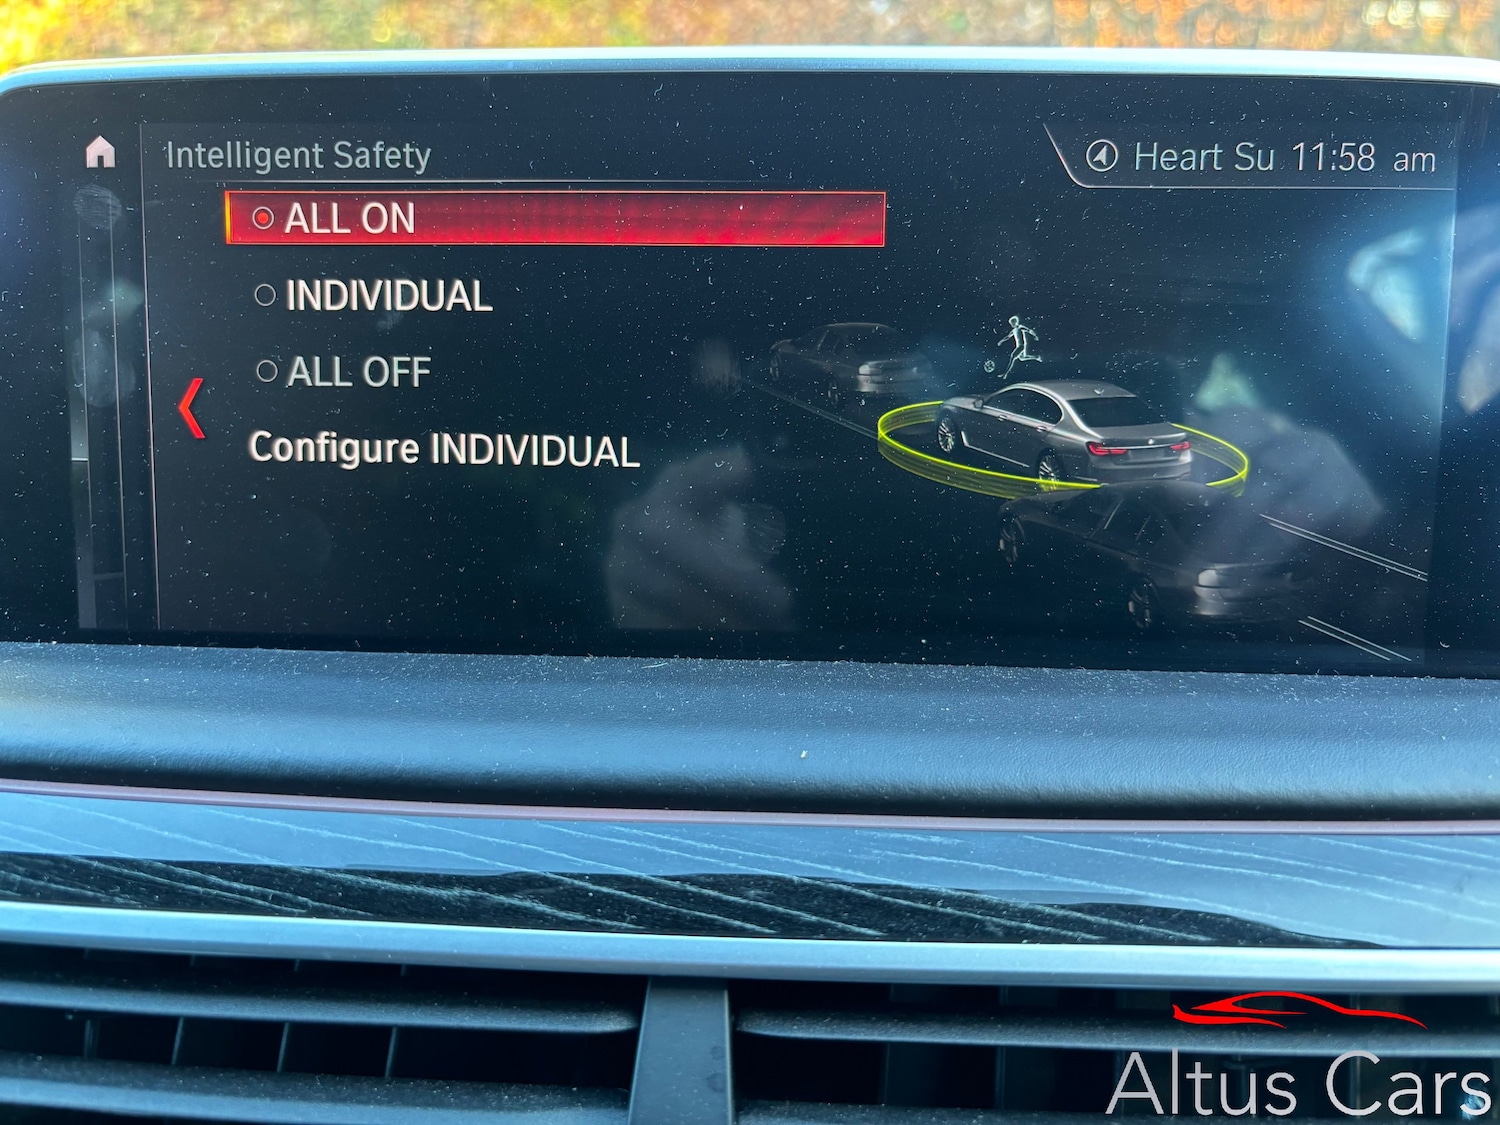 Intelligent Safety
Heart Su 11:58 am
ALL ON
INDIVIDUAL
ALL OFF
Configure INDIVIDUAL
Altus Cars